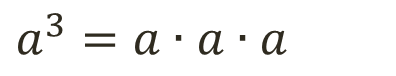 a³ = a · a · a